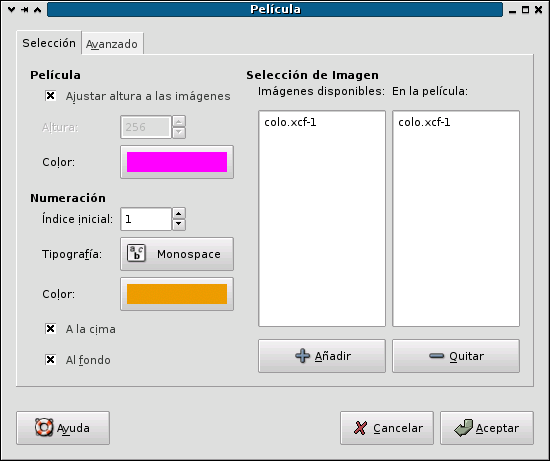 Película
Selección
Avanzado
Película
Ajustar altura a las imágenes
Altura: 256
Color:
Numeración
Índice inicial: 1
Tipografía: Monospace
Color:
A la cima
Al fondo
Selección de Imagen
Imágenes disponibles: En la película:
colo.xcf-1 colo.xcf-1
Añadir Quitar
Ayuda Cancelar Aceptar